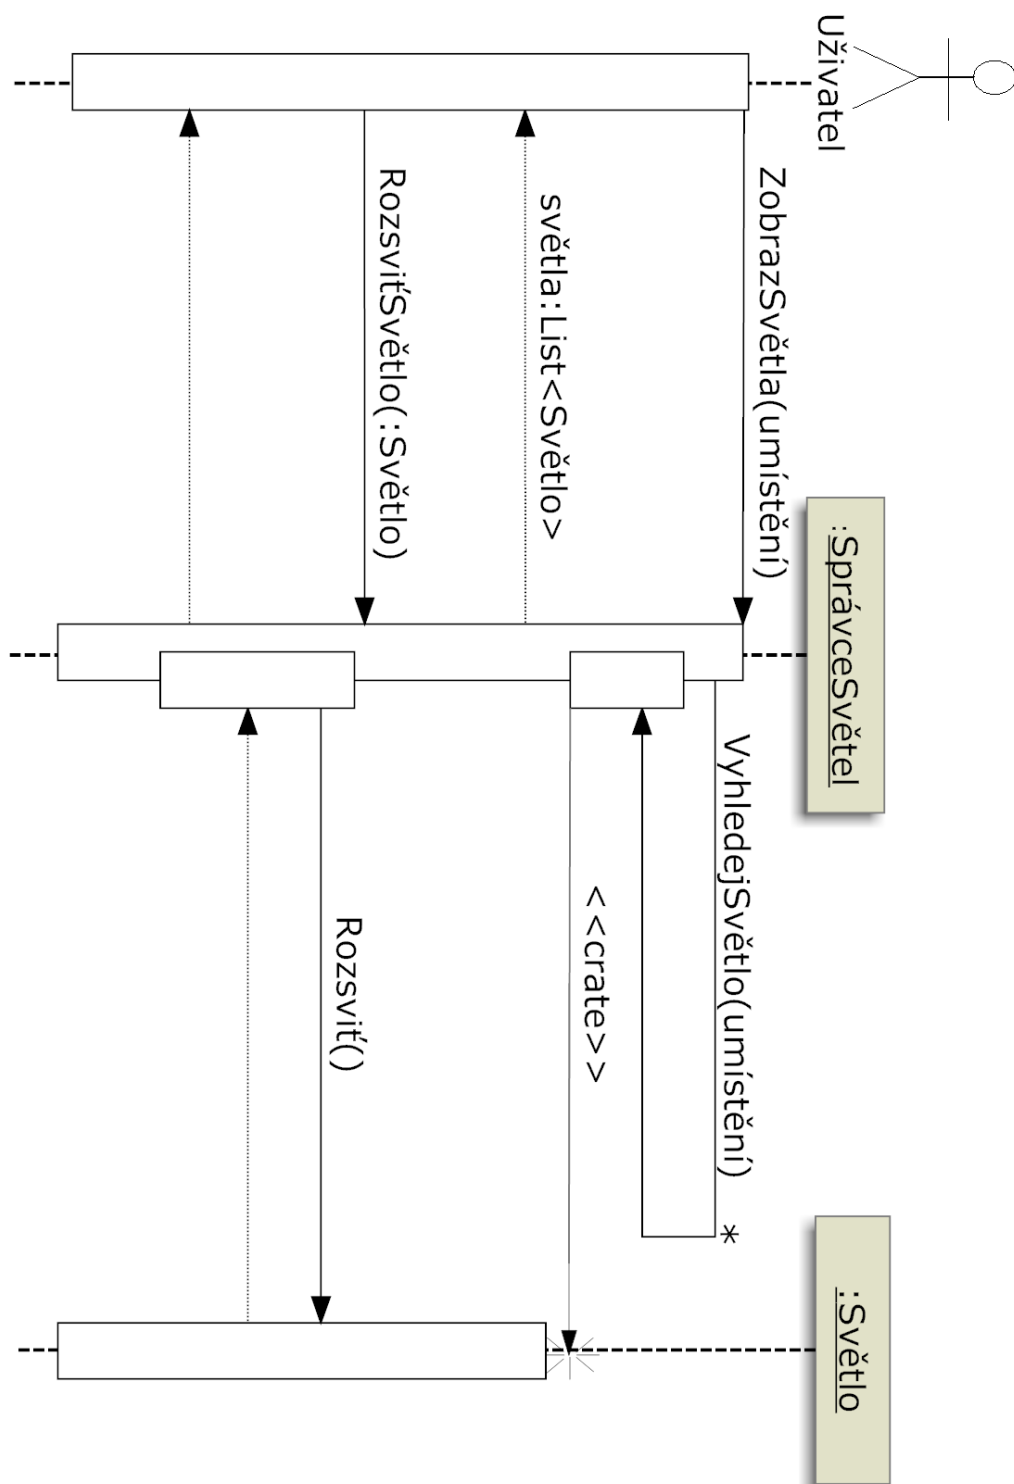 Uživatel
:SprávceSvětel
:Světlo
ZobrazSvětla(umístění)
VyhledejSvětlo(umístění)
*
<<crate>>
světla:List<Světlo>
RozsviťSvětlo(:Světlo)
Rozsviť()